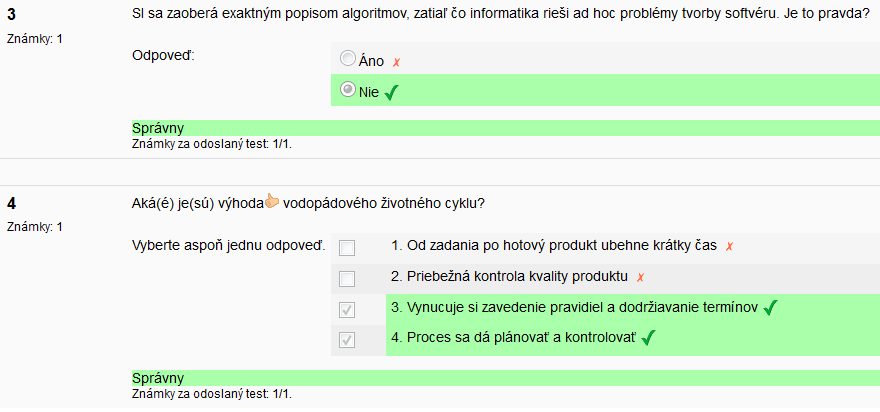 3
Známky: 1
SI sa zaoberá exaktným popisom algoritmov, zatiaľ čo informatika rieši ad hoc problémy tvorby softvéru. Je to pravda?
Odpoveď:
Áno
Nie
Správny
Známky za odoslaný test: 1/1.
4
Známky: 1
Aká(é) je(sú) výhoda vodopádového životného cyklu?
Vyberte aspoň jednu odpoveď.
1. Od zadania po hotový produkt ubehne krátky čas
2. Priebežná kontrola kvality produktu
3. Vynucuje si zavedenie pravidiel a dodržiavanie termínov
4. Proces sa dá plánovať a kontrolovať
Správny
Známky za odoslaný test: 1/1.